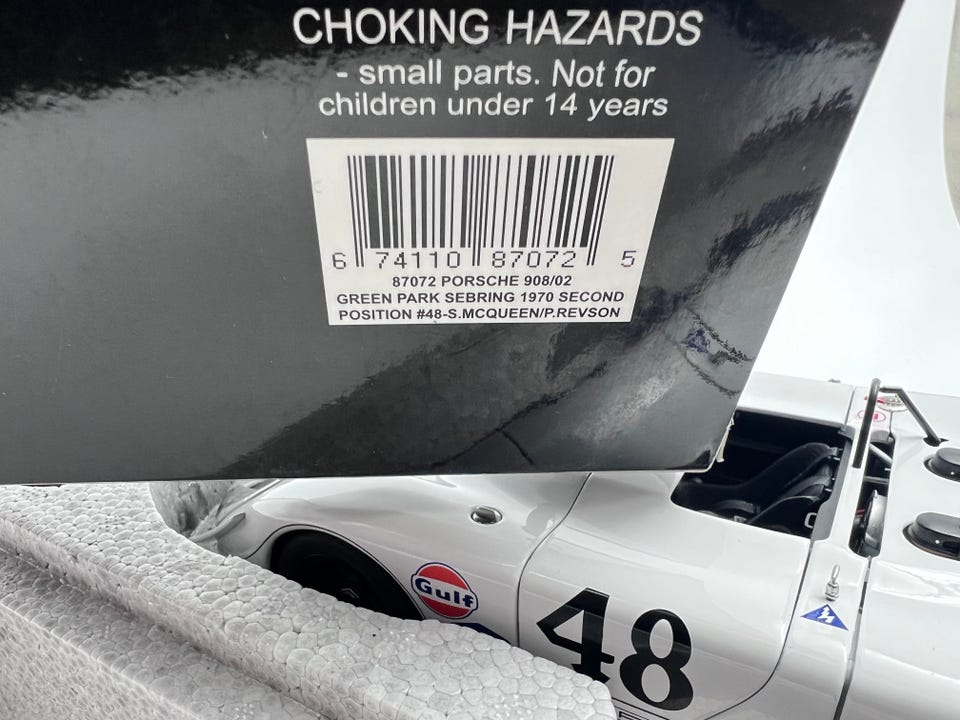 CHOKING HAZARDS
- small parts. Not for
children under 14 years
6 74110 87072 5
87072 PORSCHE 908/02
GREEN PARK SEBRING 1970 SECOND
POSITION #48-S.MCQUEEN/P.REVSON
Gulf
48